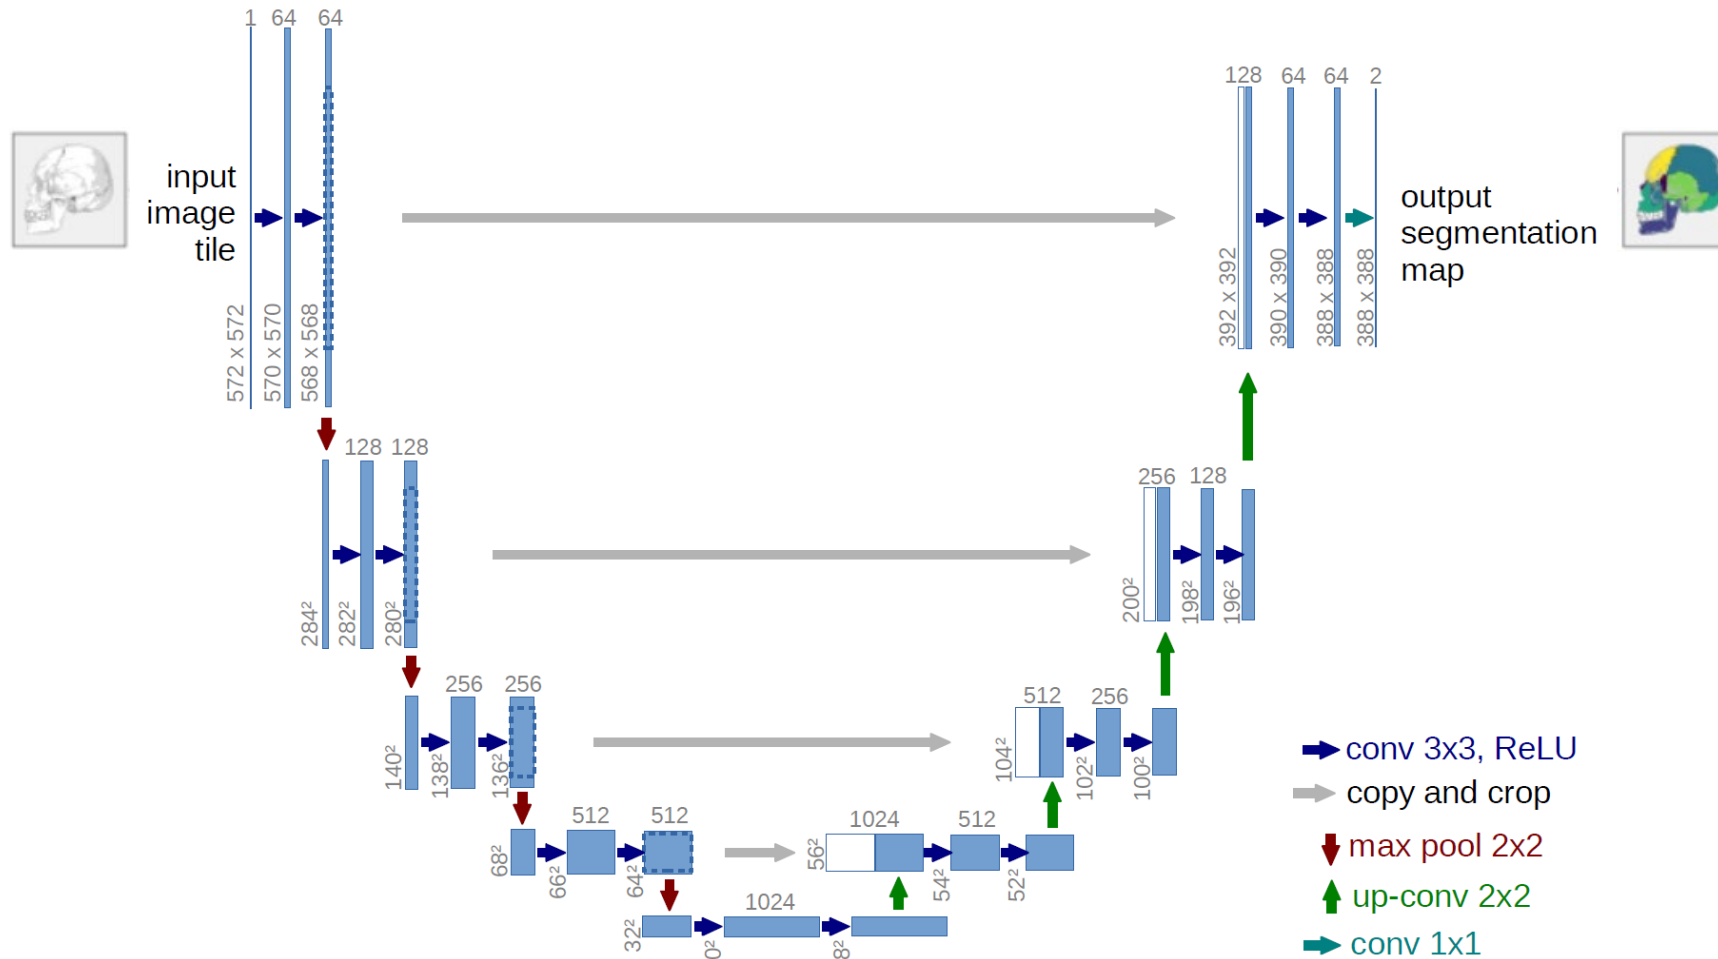 1 64 64
128 64 64 2
input
image
tile
output
segmentation
map
572 x 572
570 x 570
568 x 568
392 x 392
390 x 390
388 x 388
388 x 388
128 128
256 128
284²
282²
280²
200²
198²
196²
256 256
512 256
140²
138²
136²
104²
102²
100²
512 512
1024 512
68²
66²
64²
56²
54²
52²
1024
32²
0²
8²
conv 3x3, ReLU
copy and crop
max pool 2x2
up-conv 2x2
conv 1x1